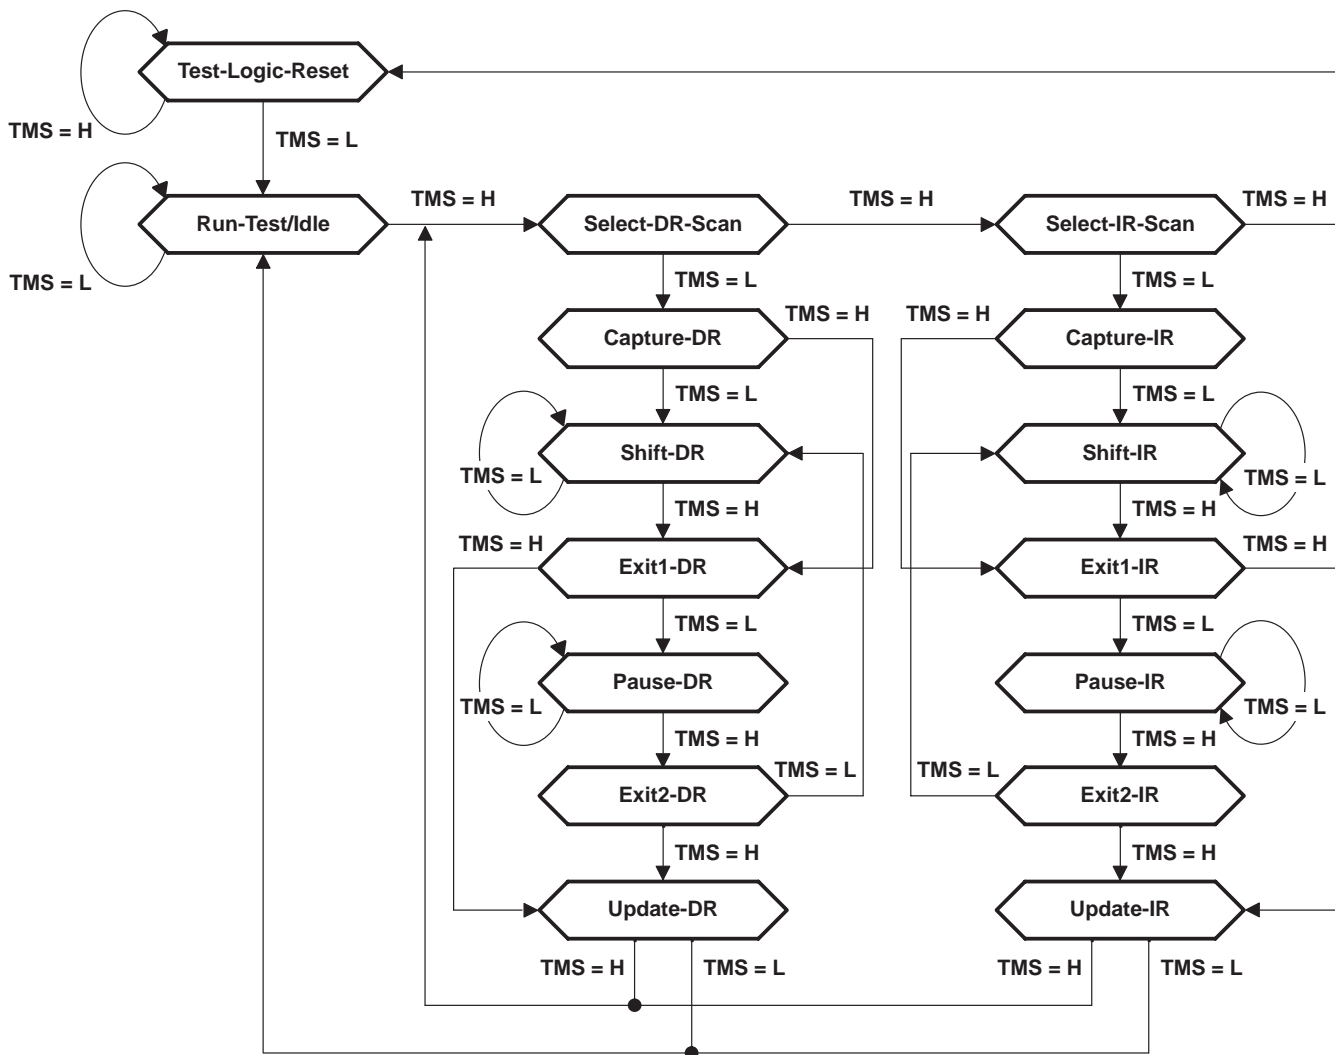 Test-Logic-Reset
TMS = H
TMS = L
Run-Test/Idle
TMS = H
Select-DR-Scan
TMS = H
Select-IR-Scan
TMS = H
TMS = L
TMS = L
TMS = L
TMS = H
TMS = H
Capture-DR
Capture-IR
TMS = L
TMS = L
Shift-DR
Shift-IR
TMS = L
TMS = L
TMS = H
TMS = H
TMS = H
TMS = H
Exit1-DR
Exit1-IR
TMS = L
TMS = L
Pause-DR
Pause-IR
TMS = L
TMS = L
TMS = H
TMS = H
TMS = L
TMS = L
Exit2-DR
Exit2-IR
TMS = H
TMS = H
Update-DR
Update-IR
TMS = H
TMS = L
TMS = H
TMS = L